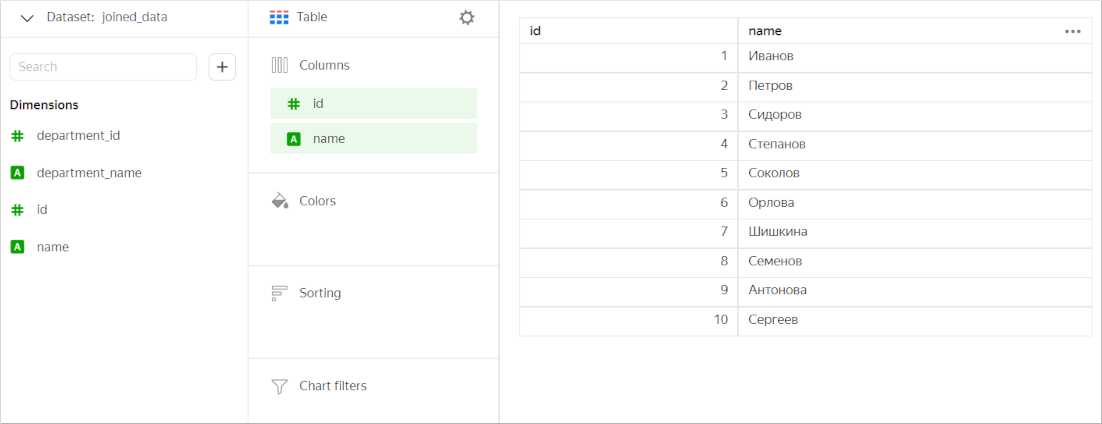 Dataset: joined_data
Search
Dimensions
department_id
A department_name
id
A name
Table
Columns
id
A name
Colors
Sorting
Chart filters
id name
1 Иванов
2 Петров
3 Сидоров
4 Степанов
5 Соколов
6 Орлова
7 Шишкина
8 Семенов
9 Антонова
10 Сергеев